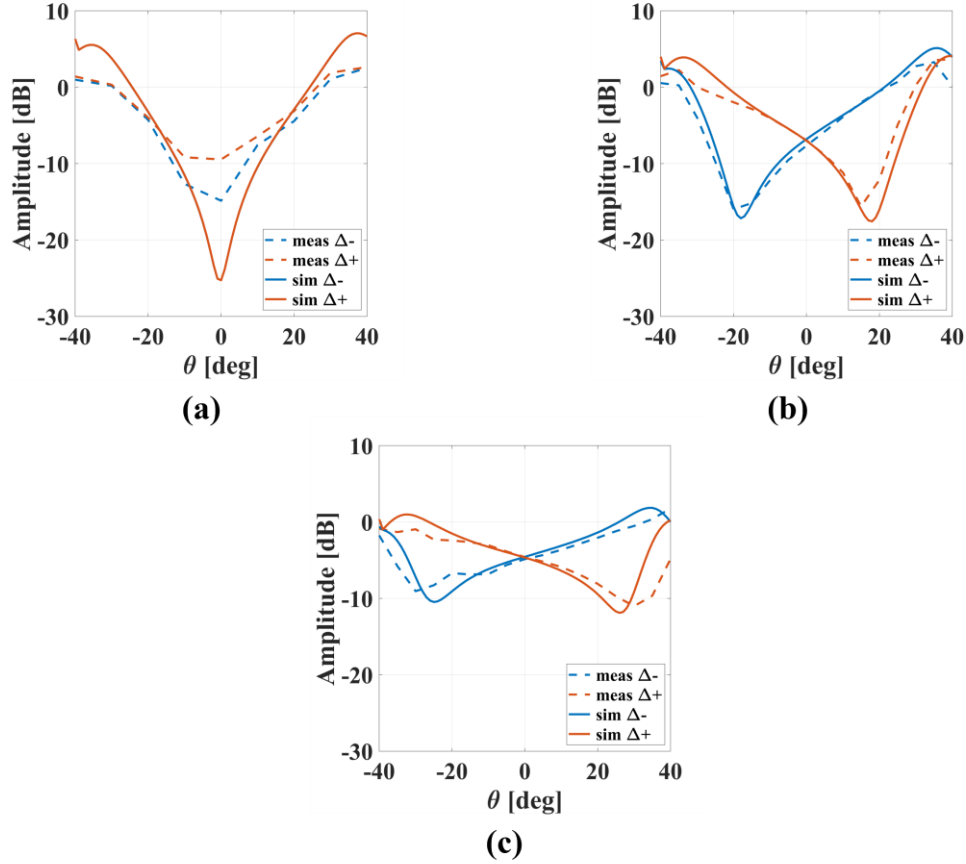 10
0
-10
-20
-30
Amplitude [dB]
meas Δ-
meas Δ+
sim Δ-
sim Δ+
-40 -20 0 20 40
θ [deg]
(a)
10
0
-10
-20
-30
Amplitude [dB]
meas Δ-
meas Δ+
sim Δ-
sim Δ+
-40 -20 0 20 40
θ [deg]
(b)
10
0
-10
-20
-30
Amplitude [dB]
meas Δ-
meas Δ+
sim Δ-
sim Δ+
-40 -20 0 20 40
θ [deg]
(c)